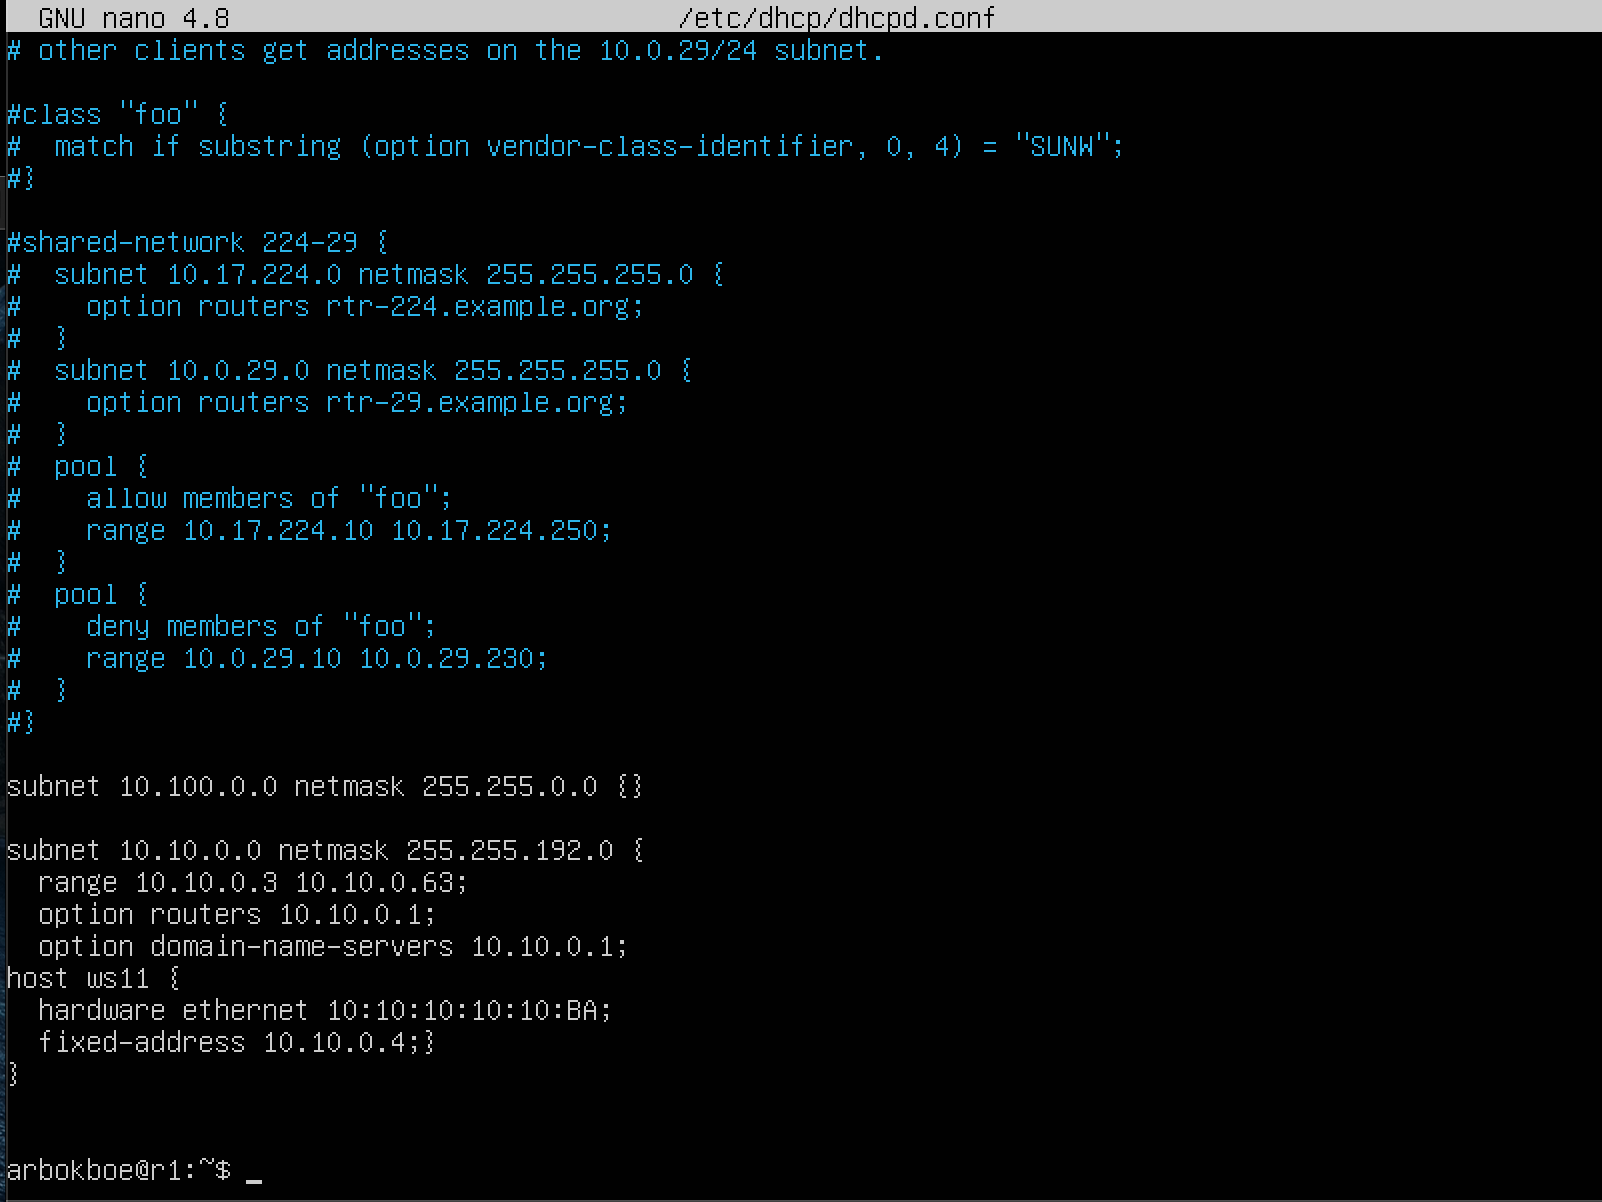 GNU nano 4.8 /etc/dhcp/dhcpd.conf
# other clients get addresses on the 10.0.29/24 subnet.
#class "foo" {
#  match if substring (option vendor-class-identifier, 0, 4) = "SUNW";
#}
#shared-network 224-29 {
#  subnet 10.17.224.0 netmask 255.255.255.0 {
#    option routers rtr-224.example.org;
#  }
#  subnet 10.0.29.0 netmask 255.255.255.0 {
#    option routers rtr-29.example.org;
#  }
#  pool {
#    allow members of "foo";
#    range 10.17.224.10 10.17.224.250;
#  }
#  pool {
#    deny members of "foo";
#    range 10.0.29.10 10.0.29.230;
#  }
#}
subnet 10.100.0.0 netmask 255.255.0.0 {}
subnet 10.10.0.0 netmask 255.255.192.0 {
  range 10.10.0.3 10.10.0.63;
  option routers 10.10.0.1;
  option domain-name-servers 10.10.0.1;
host ws11 {
  hardware ethernet 10:10:10:10:10:BA;
  fixed-address 10.10.0.4;}
}
arbokboe@r1:~$ _